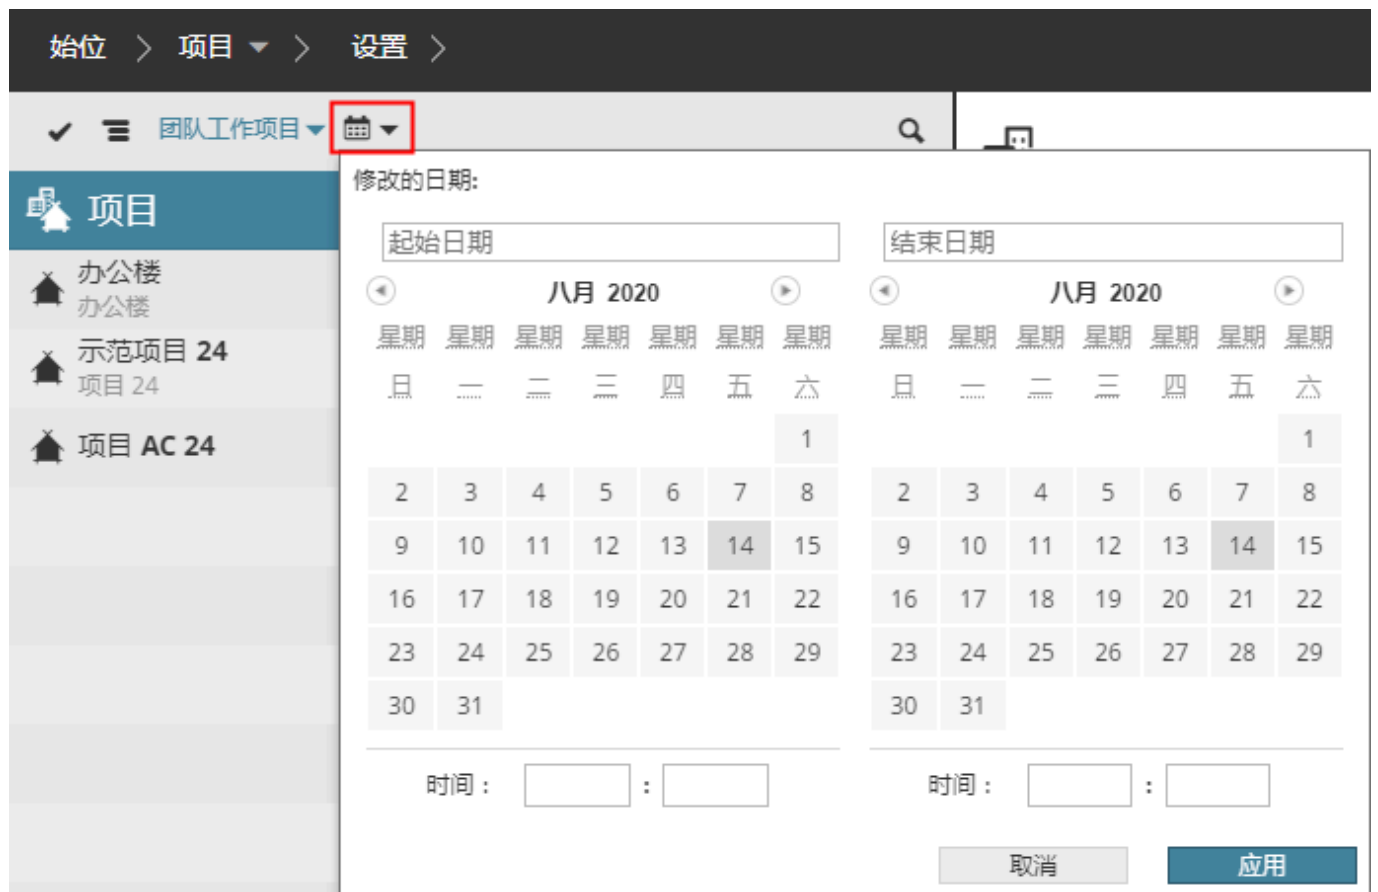 始位 > 项目 > 设置 >
团队工作项目
修改的日期:
项目
办公楼
办公楼
示范项目 24
项目 24
项目 AC 24
起始日期 结束日期
八月 2020 八月 2020
星期日 星期一 星期二 星期三 星期四 星期五 星期六 星期日 星期一 星期二 星期三 星期四 星期五 星期六
1 1
2 3 4 5 6 7 8 2 3 4 5 6 7 8
9 10 11 12 13 14 15 9 10 11 12 13 14 15
16 17 18 19 20 21 22 16 17 18 19 20 21 22
23 24 25 26 27 28 29 23 24 25 26 27 28 29
30 31 30 31
时间： : 时间： :
取消 应用